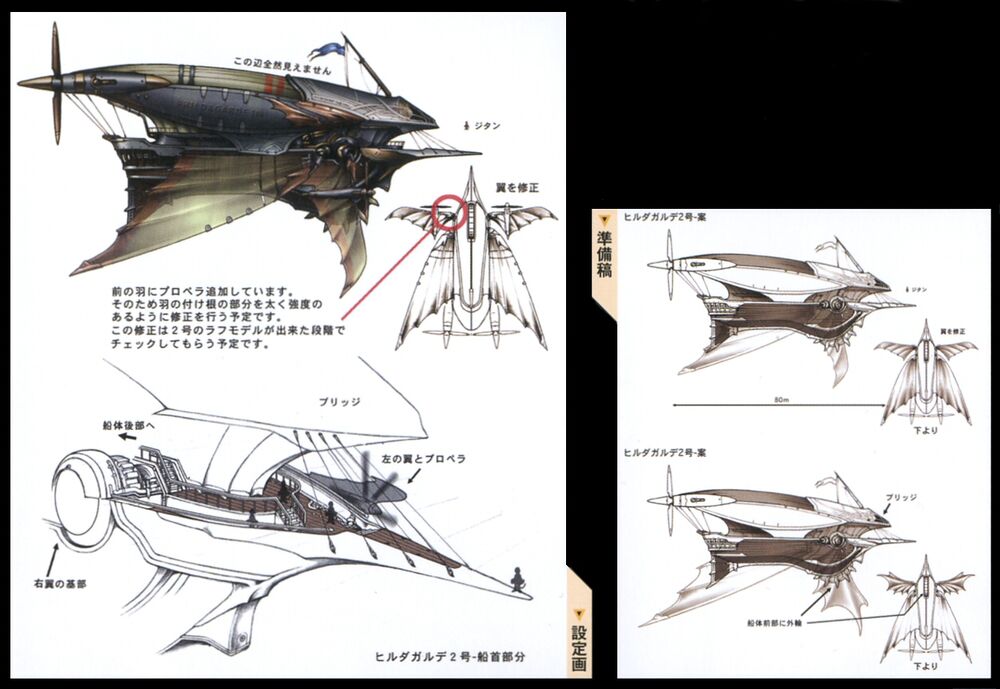 この辺全然見えません
ジタン
翼を修正
前の羽にプロペラ追加しています。
そのため羽の付け根の部分を太く強度の
あるように修正を行う予定です。
この修正は２号のラフモデルが出来た段階で
チェックしてもらう予定です。
ブリッジ
船体後部へ
左の翼とプロペラ
右翼の基部
ヒルダガルデ２号-船首部分
設定画
準備稿
ヒルダガルデ2号-案
ジタン
翼を修正
80m
下より
ヒルダガルデ2号-案
ブリッジ
船体前部に外輪
下より